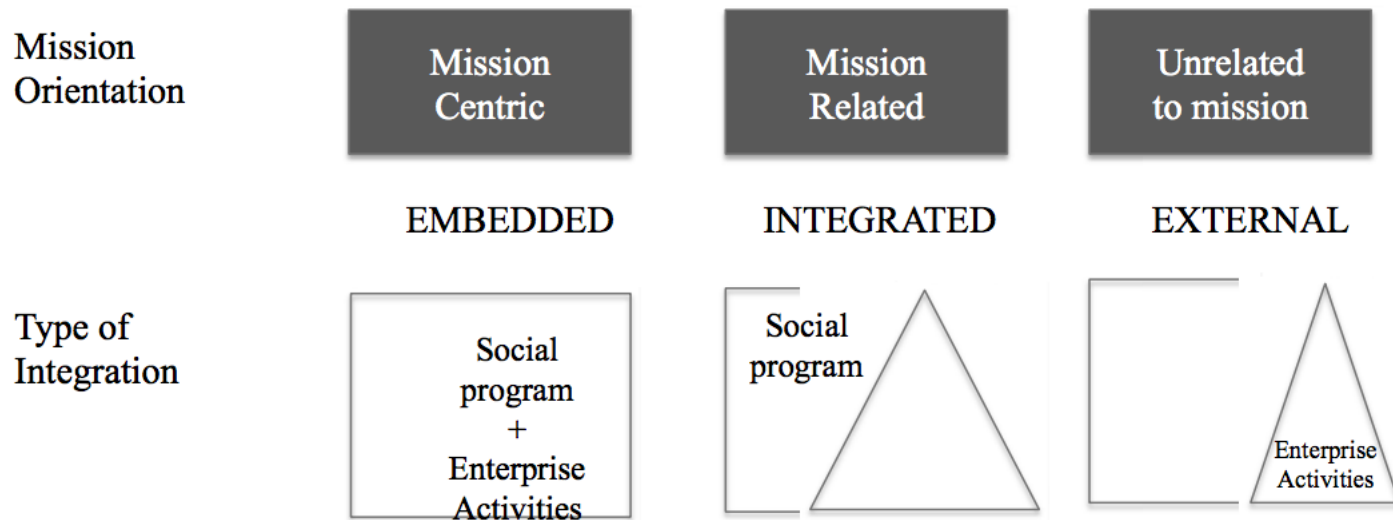 Mission
Orientation
Mission
Centric
Mission
Related
Unrelated
to mission
EMBEDDED
INTEGRATED
EXTERNAL
Type of
Integration
Social
program
+
Enterprise
Activities
Social
program
Enterprise
Activities